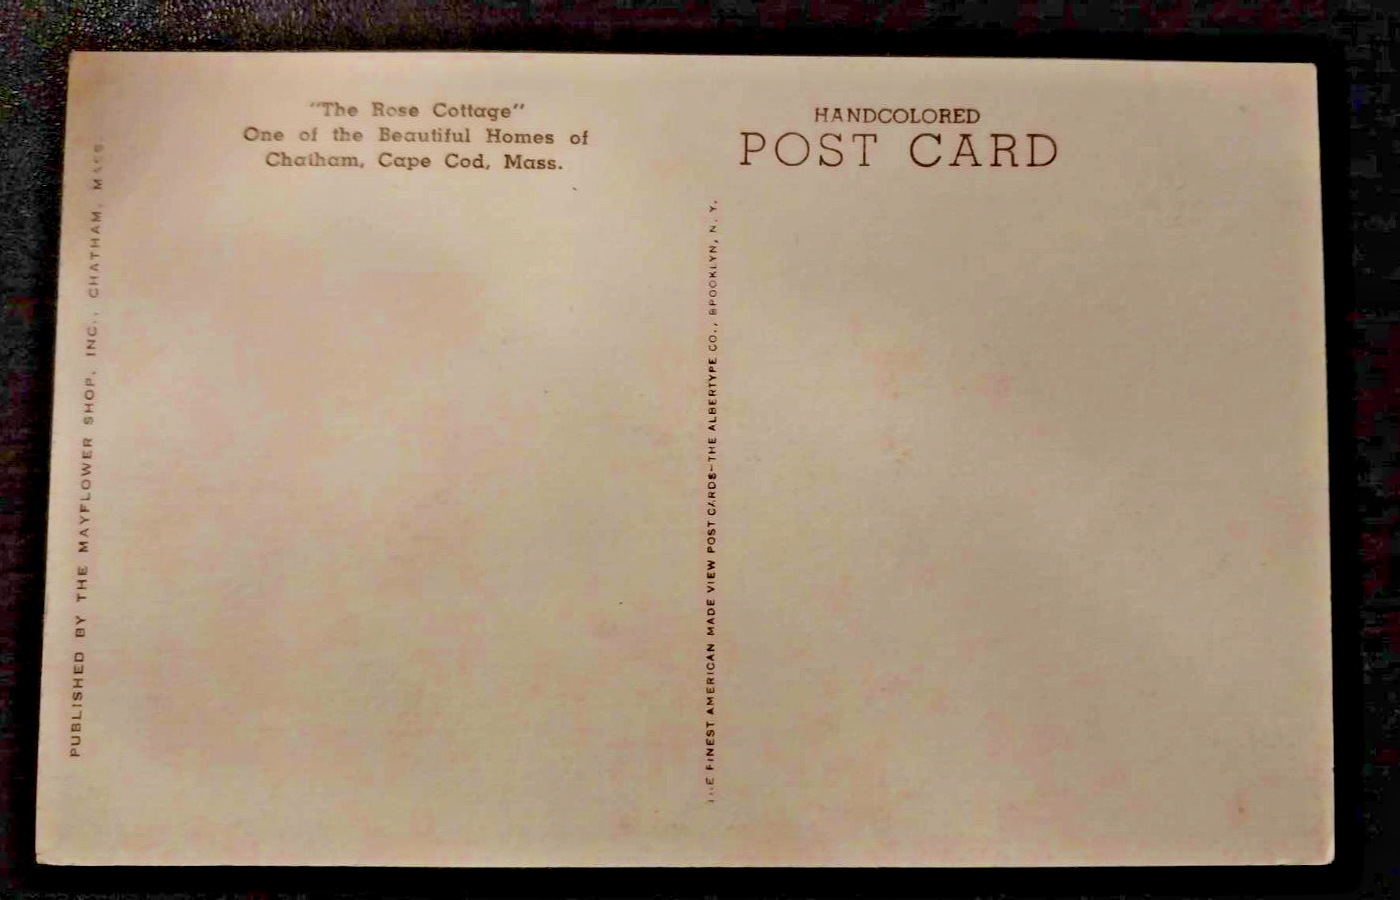 "The Rose Cottage"
One of the Beautiful Homes of
Chatham, Cape Cod, Mass.
HANDCOLORED
POST CARD
PUBLISHED BY THE MAYFLOWER SHOP, INC., CHATHAM, MASS.
THE FINEST AMERICAN MADE VIEW POST CARDS—THE ALBERTYPE CO., BROOKLYN, N. Y.